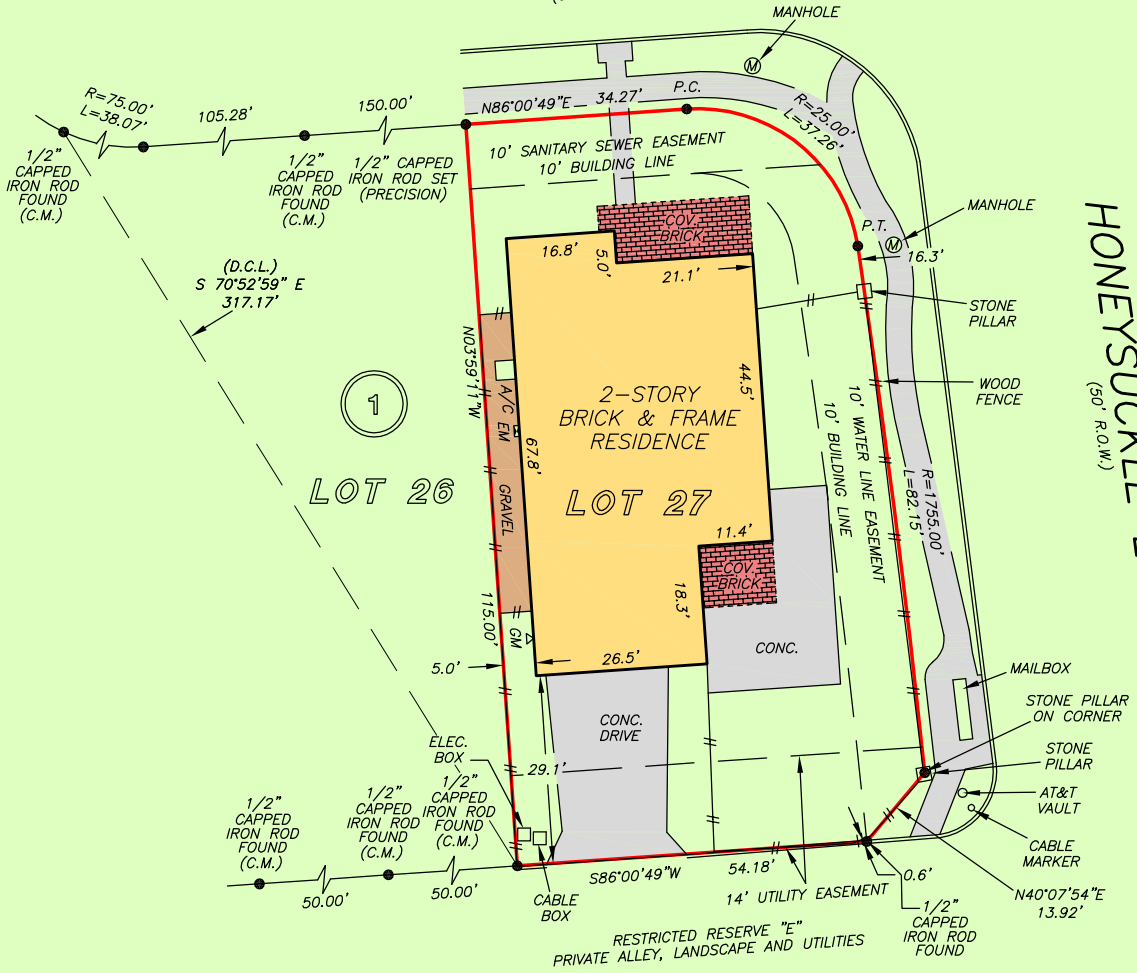 MANHOLE
M
R=75.00'
L=38.07'
105.28'
150.00'
N86°00'49"E
34.27'
P.C.
R=25.00'
L=37.26'
1/2"
CAPPED
IRON ROD
FOUND
(C.M.)
1/2"
CAPPED
IRON ROD
FOUND
(C.M.)
1/2" CAPPED
IRON ROD SET
(PRECISION)
10' SANITARY SEWER EASEMENT
10' BUILDING LINE
MANHOLE
M
P.T.
16.3'
COV.
BRICK
16.8'
5.0'
21.1'
(D.C.L.)
S 70°52'59" E
317.17'
STONE
PILLAR
HONEYSUCKLE
(50' R.O.W.)
N03°59'11"W
115.00'
A/C EM
67.8'
44.5'
2-STORY
BRICK & FRAME
RESIDENCE
WOOD
FENCE
1
LOT 26
LOT 27
GRAVEL
10' BUILDING LINE
10' WATER LINE EASEMENT
R=1755.00'
L=82.15'
11.4'
COV.
BRICK
18.3'
GM
5.0'
26.5'
CONC.
MAILBOX
STONE PILLAR
ON CORNER
STONE
PILLAR
CONC.
DRIVE
ELEC.
BOX
29.1'
AT&T
VAULT
CABLE
MARKER
1/2"
CAPPED
IRON ROD
FOUND
(C.M.)
1/2"
CAPPED
IRON ROD
FOUND
(C.M.)
1/2"
CAPPED
IRON ROD
FOUND
(C.M.)
50.00'
50.00'
CABLE
BOX
S86°00'49"W
54.18'
14' UTILITY EASEMENT
0.6'
1/2"
CAPPED
IRON ROD
FOUND
N40°07'54"E
13.92'
RESTRICTED RESERVE "E"
PRIVATE ALLEY, LANDSCAPE AND UTILITIES